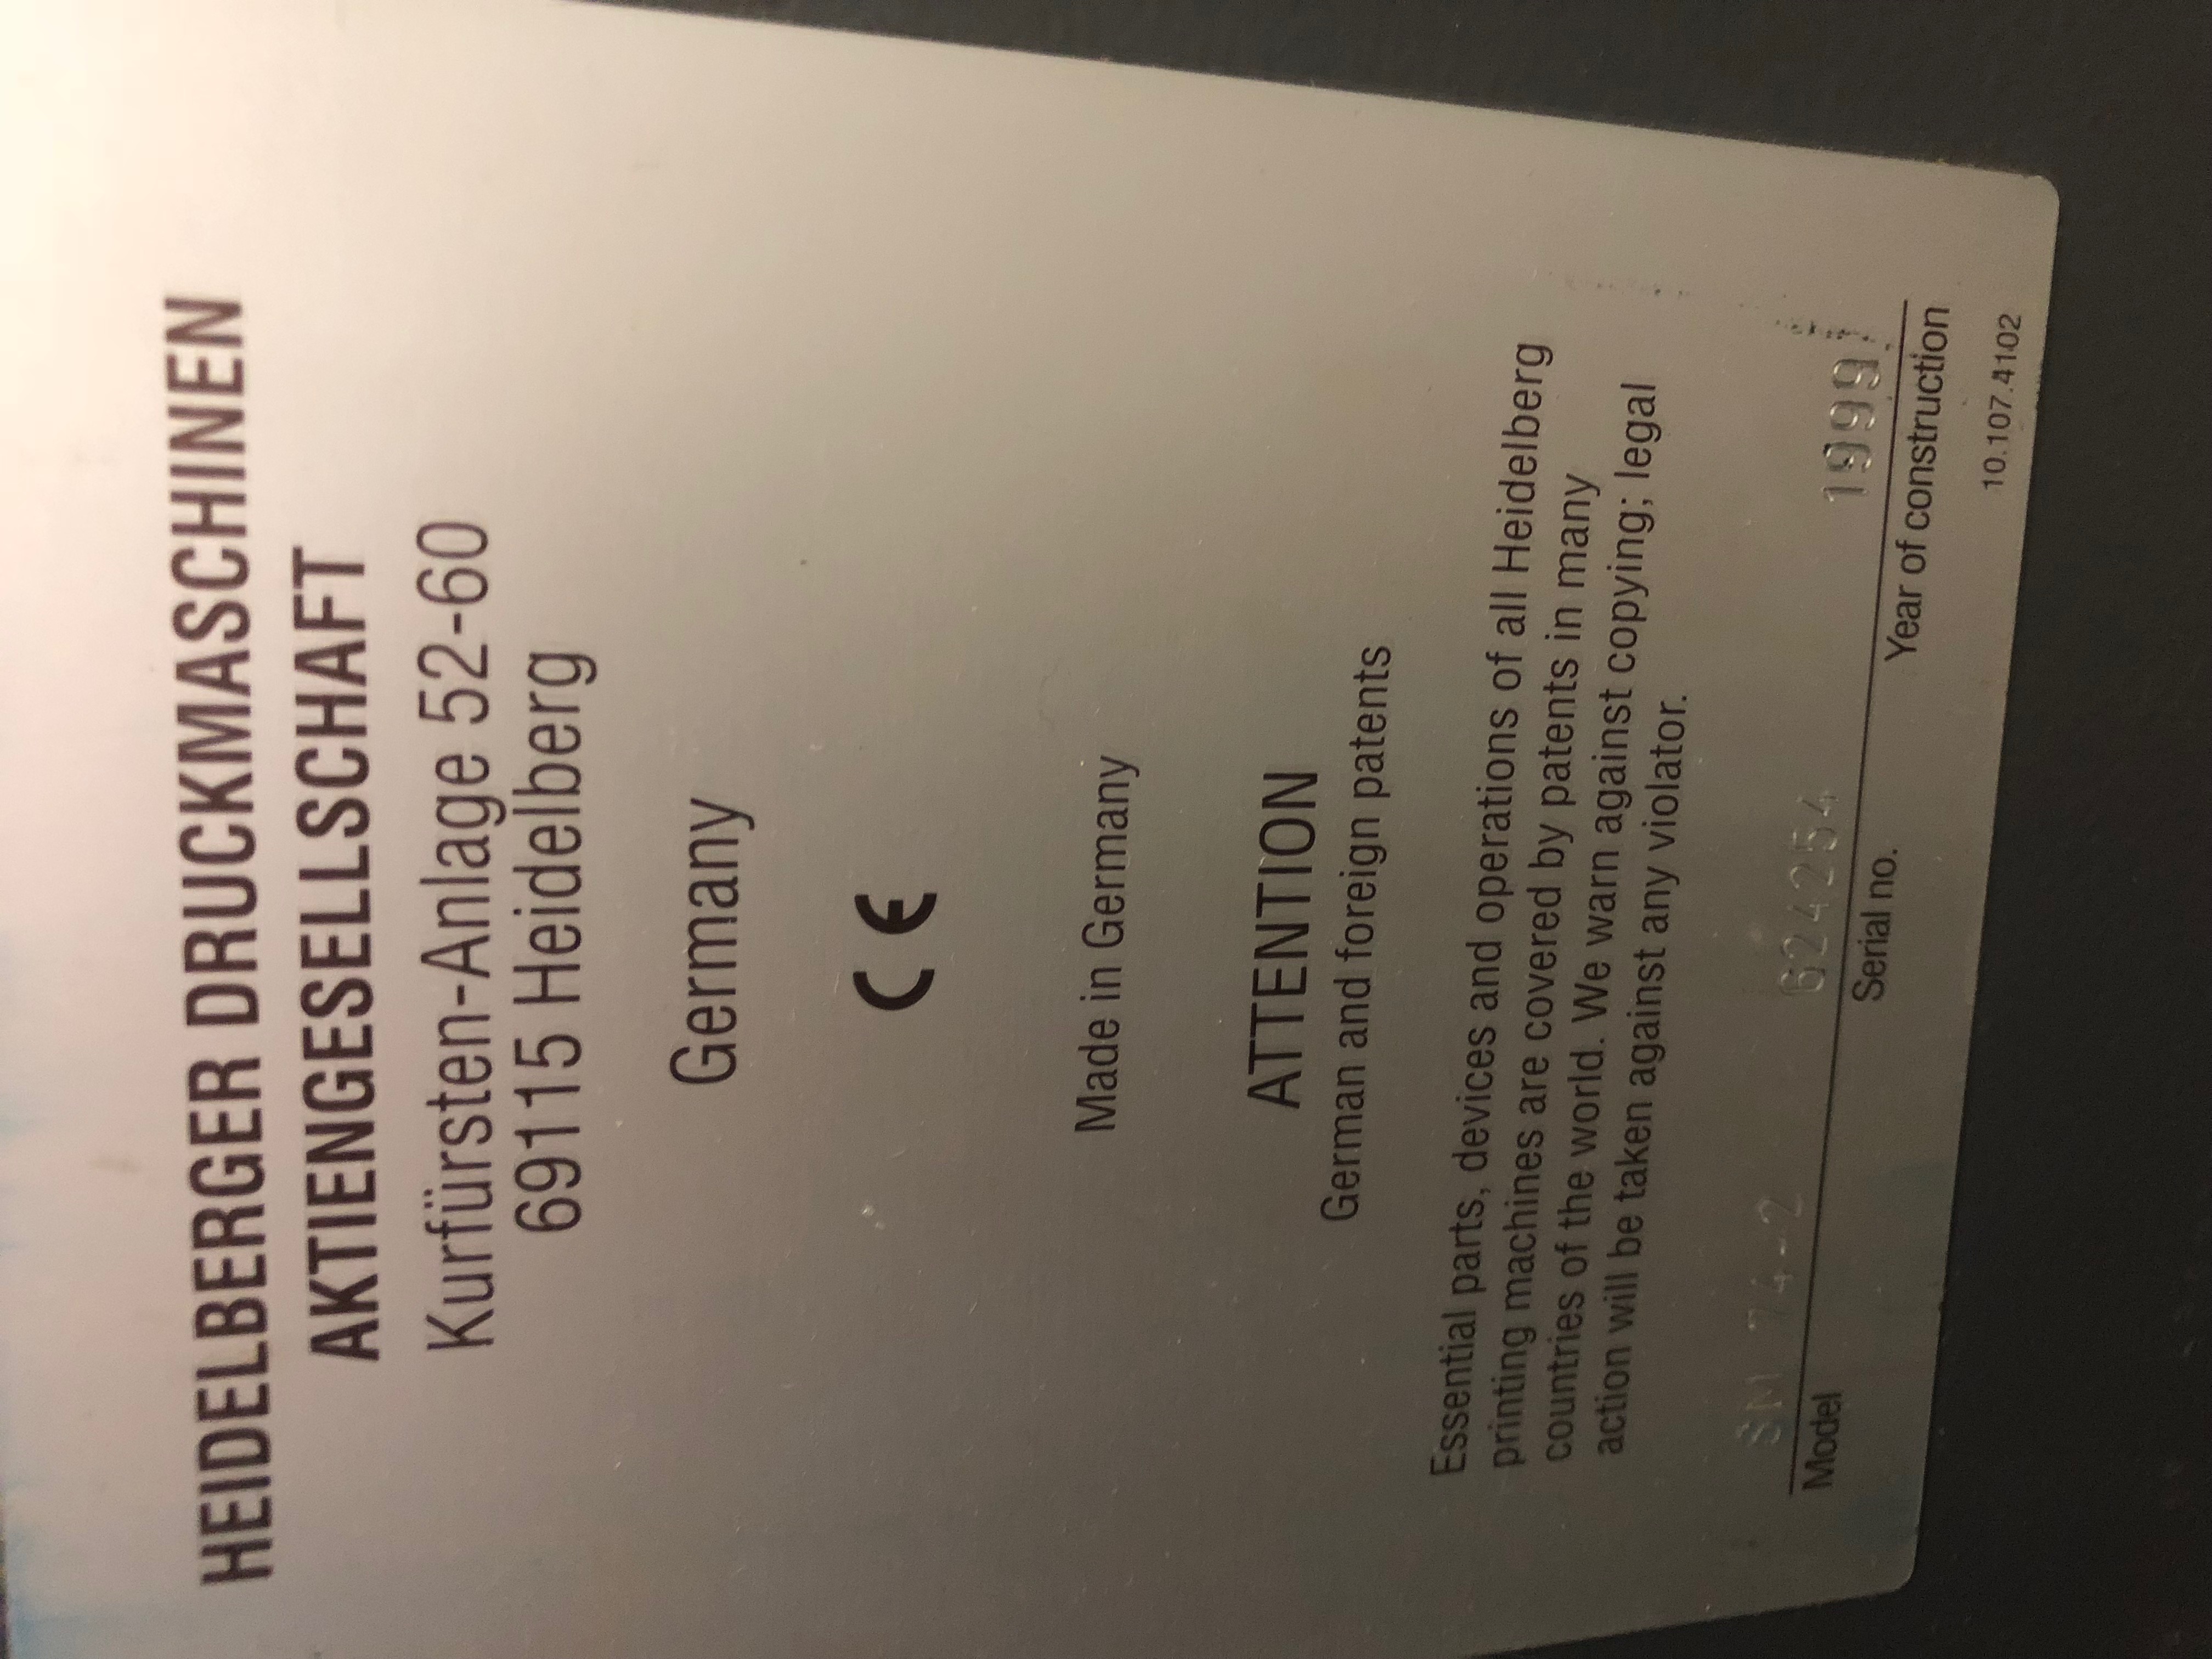 HEIDELBERGER DRUCKMASCHINEN
AKTIENGESELLSCHAFT
Kurfürsten-Anlage 52-60
69115 Heidelberg
Germany
CE
Made in Germany
ATTENTION
German and foreign patents
Essential parts, devices and operations of all Heidelberg
printing machines are covered by patents in many
countries of the world. We warn against copying; legal
action will be taken against any violator.
SM 74-2 624254 1999
Model Serial no. Year of construction
10.107.4102